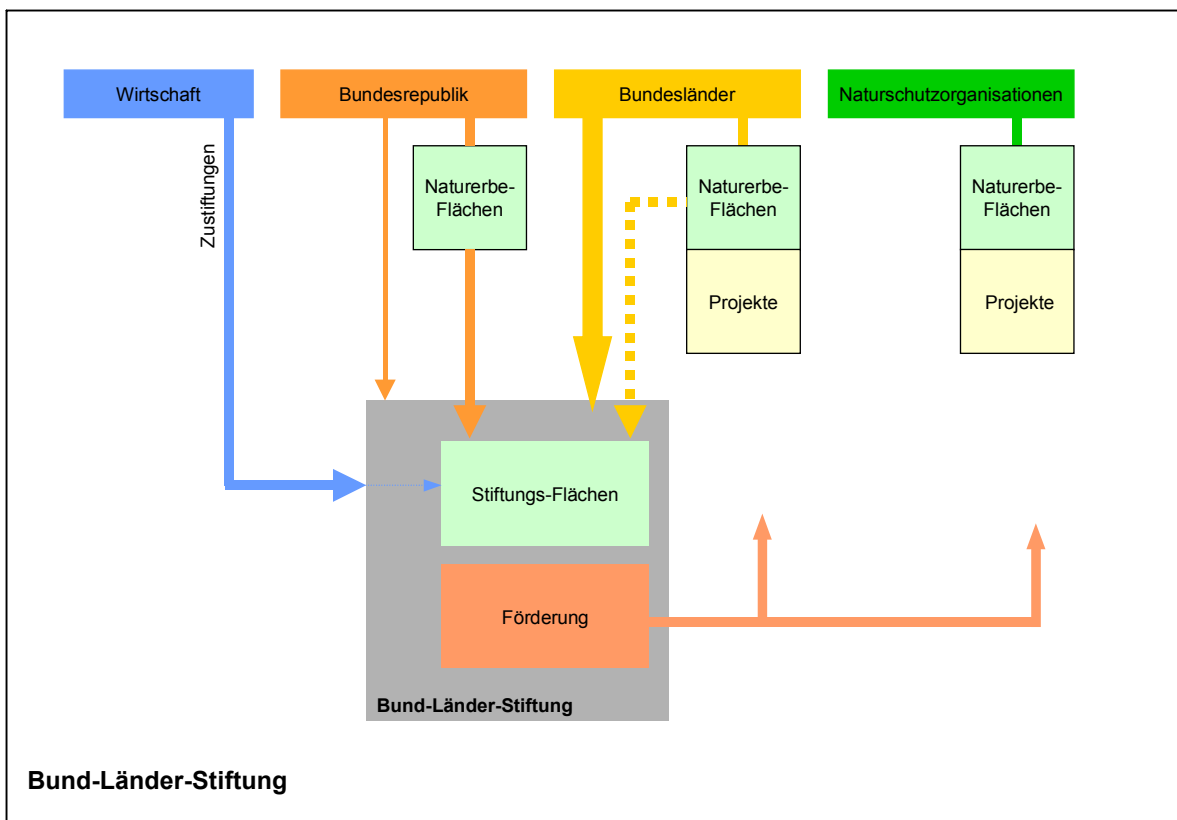 Wirtschaft
Bundesrepublik
Bundesländer
Naturschutzorganisationen
Zustiftungen
Naturerbe-
Flächen
Naturerbe-
Flächen
Naturerbe-
Flächen
Projekte
Projekte
Stiftungs-Flächen
Förderung
Bund-Länder-Stiftung
Bund-Länder-Stiftung